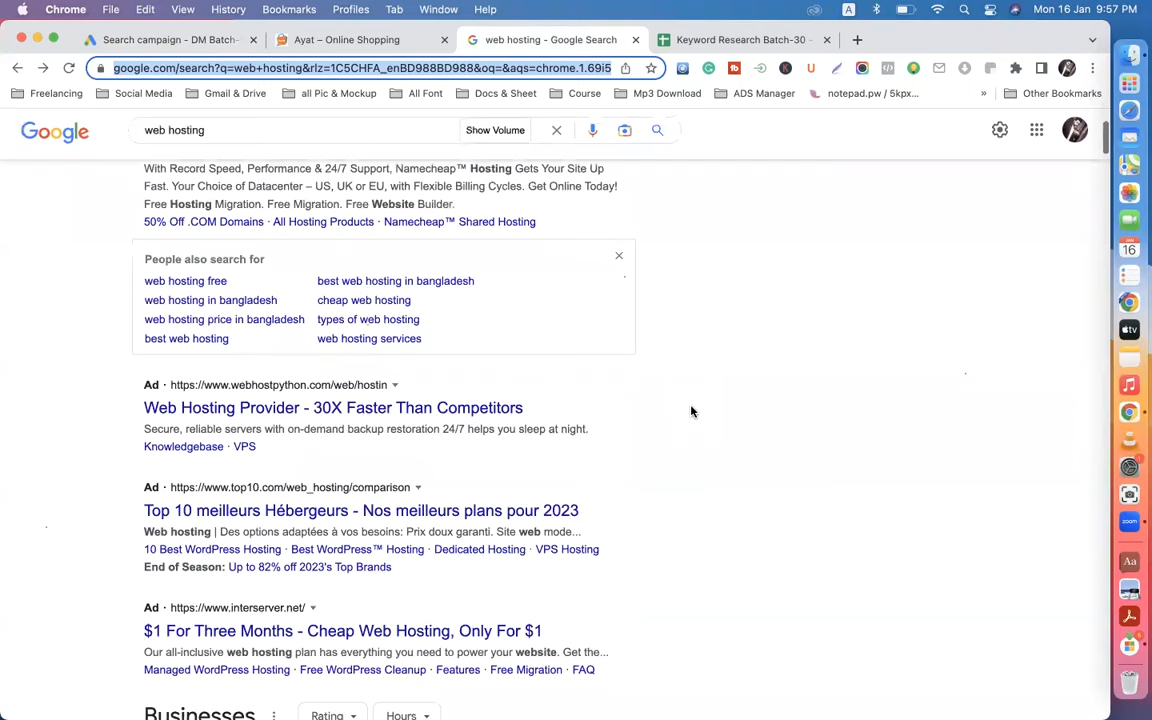 Chrome File Edit View History Bookmarks Profiles Tab Window Help A Mon 16 Jan 9:57 PM
Search campaign - DM Batch- Ayat – Online Shopping web hosting - Google Search Keyword Research Batch-30 -
google.com/search?q=web+hosting&rlz=1C5CHFA_enBD988BD988&oq=&aqs=chrome.1.69i5
Freelancing Social Media Gmail & Drive all Pic & Mockup All Font Docs & Sheet Course Mp3 Download ADS Manager notepad.pw / 5kpx... » Other Bookmarks
Google web hosting Show Volume
With Record Speed, Performance & 24/7 Support, Namecheap™ Hosting Gets Your Site Up
Fast. Your Choice of Datacenter – US, UK or EU, with Flexible Billing Cycles. Get Online Today!
Free Hosting Migration. Free Migration. Free Website Builder.
50% Off .COM Domains · All Hosting Products · Namecheap™ Shared Hosting
People also search for
web hosting free best web hosting in bangladesh
web hosting in bangladesh cheap web hosting
web hosting price in bangladesh types of web hosting
best web hosting web hosting services
Ad · https://www.webhostpython.com/web/hostin
Web Hosting Provider - 30X Faster Than Competitors
Secure, reliable servers with on-demand backup restoration 24/7 helps you sleep at night.
Knowledgebase · VPS
Ad · https://www.top10.com/web_hosting/comparison
Top 10 meilleurs Hébergeurs - Nos meilleurs plans pour 2023
Web hosting | Des options adaptées à vos besoins: Prix doux garanti. Site web mode...
10 Best WordPress Hosting · Best WordPress™ Hosting · Dedicated Hosting · VPS Hosting
End of Season: Up to 82% off 2023's Top Brands
Ad · https://www.interserver.net/
$1 For Three Months - Cheap Web Hosting, Only For $1
Our all-inclusive web hosting plan has everything you need to power your website. Get the...
Managed WordPress Hosting · Free WordPress Cleanup · Features · Free Migration · FAQ
Businesses Rating Hours